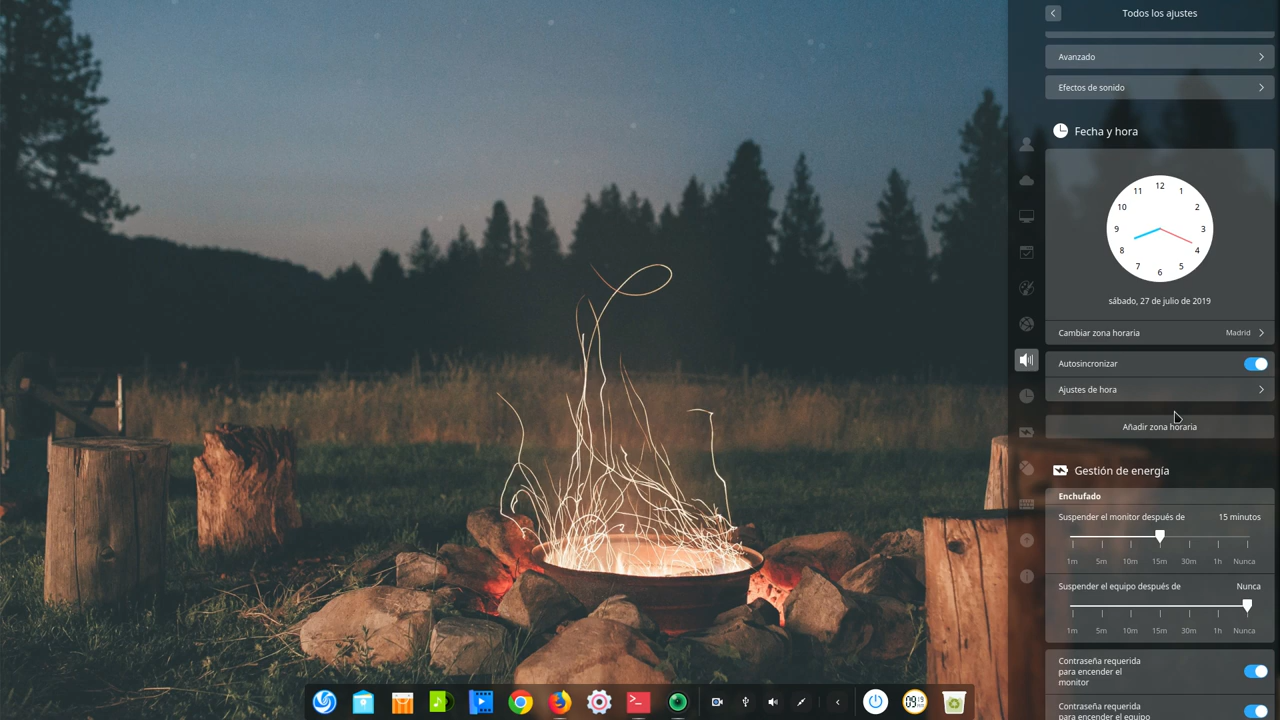 Todos los ajustes
Avanzado
Efectos de sonido
Fecha y hora
12
11 1
10 2
9 3
8 4
7 5
6
sábado, 27 de julio de 2019
Cambiar zona horaria Madrid
Autosincronizar
Ajustes de hora
Añadir zona horaria
Gestión de energía
Enchufado
Suspender el monitor después de 15 minutos
1m 5m 10m 15m 30m 1h Nunca
Suspender el equipo después de Nunca
1m 5m 10m 15m 30m 1h Nunca
Contraseña requerida
para encender el
monitor
Contraseña requerida
para encender el equipo
09 19